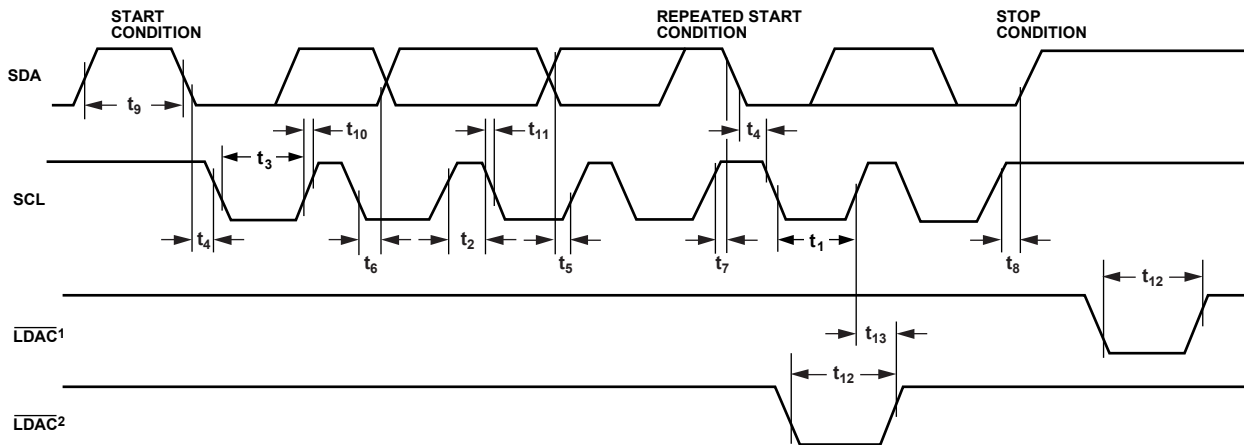 START
CONDITION
REPEATED START
CONDITION
STOP
CONDITION
SDA
t9
t10
t11
t4
t3
SCL
t4
t6
t2
t5
t7
t1
t8
t12
LDAC1
t13
t12
LDAC2